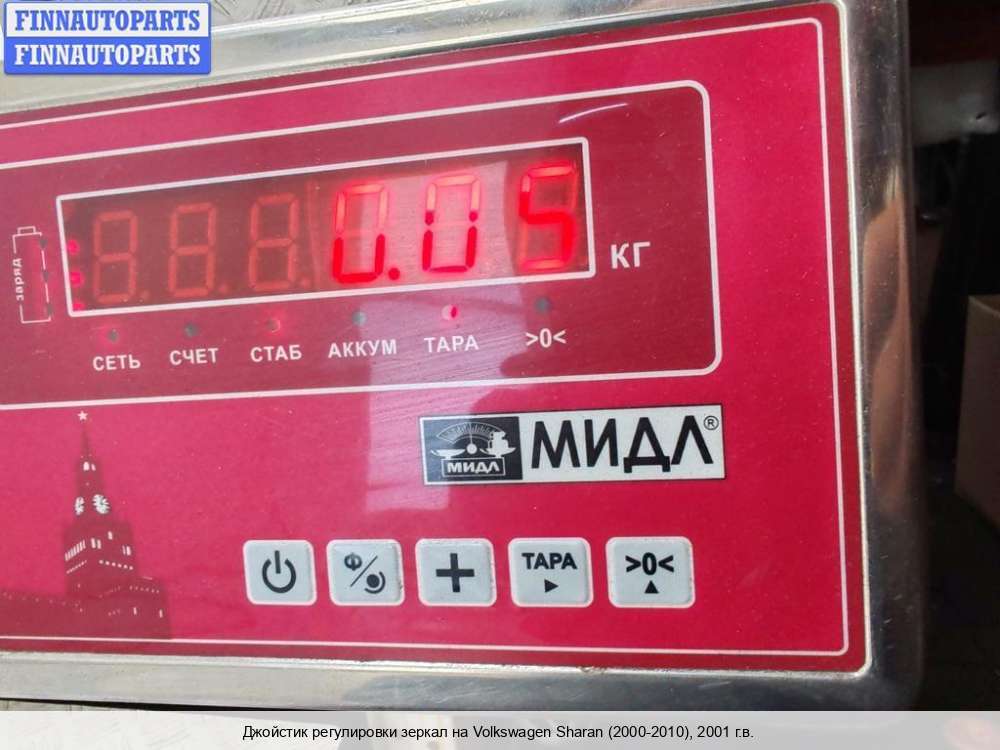 FINNAUTOPARTS
FINNAUTOPARTS
0.05
КГ
заряд
СЕТЬ СЧЕТ СТАБ АККУМ ТАРА >0<
МИДЛ МИДЛ®
Ф ТАРА >0<
Джойстик регулировки зеркал на Volkswagen Sharan (2000-2010), 2001 г.в.